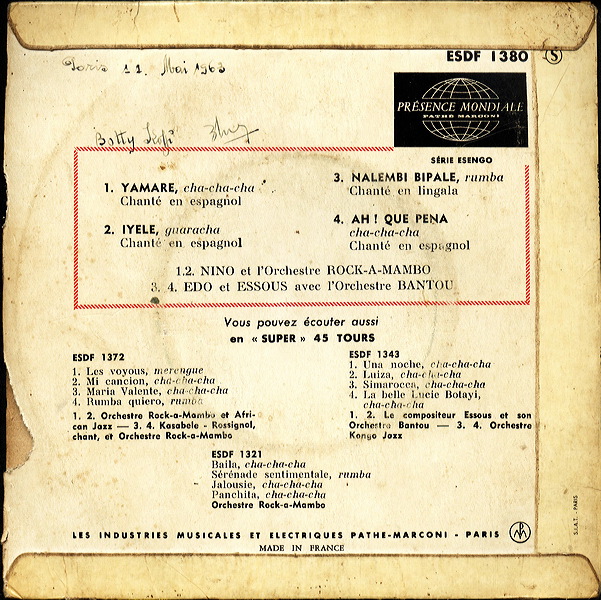 ESDF 1380 (S)
Paris 11 Mai 1963
PRÉSENCE MONDIALE
PATHÉ MARCONI
SÉRIE ESENGO
1. YAMARE, cha-cha-cha
Chanté en espagnol
2. IYELE, guaracha
Chanté en espagnol
3. NALEMBI BIPALE, rumba
Chanté en lingala
4. AH ! QUE PENA
cha-cha-cha
Chanté en espagnol
1.2. NINO et l'Orchestre ROCK-A-MAMBO
3. 4. EDO et ESSOUS avec l'Orchestre BANTOU
Vous pouvez écouter aussi
en « SUPER » 45 TOURS
ESDF 1372
1. Les voyous, merengue
2. Mi cancion, cha-cha-cha
3. Maria Valente, cha-cha-cha
4. Rumba quiero, rumba
1. 2. Orchestre Rock-a-Mambo et Afri-
can Jazz — 3. 4. Kasabele - Rossignol,
chant, et Orchestre Rock-a-Mambo
ESDF 1343
1. Una noche, cha-cha-cha
2. Luiza, cha-cha-cha
3. Simarocca, cha-cha-cha
4. La belle Lucie Botayi,
cha-cha-cha
1. 2. Le compositeur Essous et son
Orchestre Bantou — 3. 4. Orchestre
Kongo Jazz
ESDF 1321
Baila, cha-cha-cha
Sérénade sentimentale, rumba
Jalousie, cha-cha-cha
Panchita, cha-cha-cha
Orchestre Rock-a-Mambo
LES INDUSTRIES MUSICALES ET ELECTRIQUES PATHE-MARCONI - PARIS
MADE IN FRANCE
S.I.A.T. - PARIS